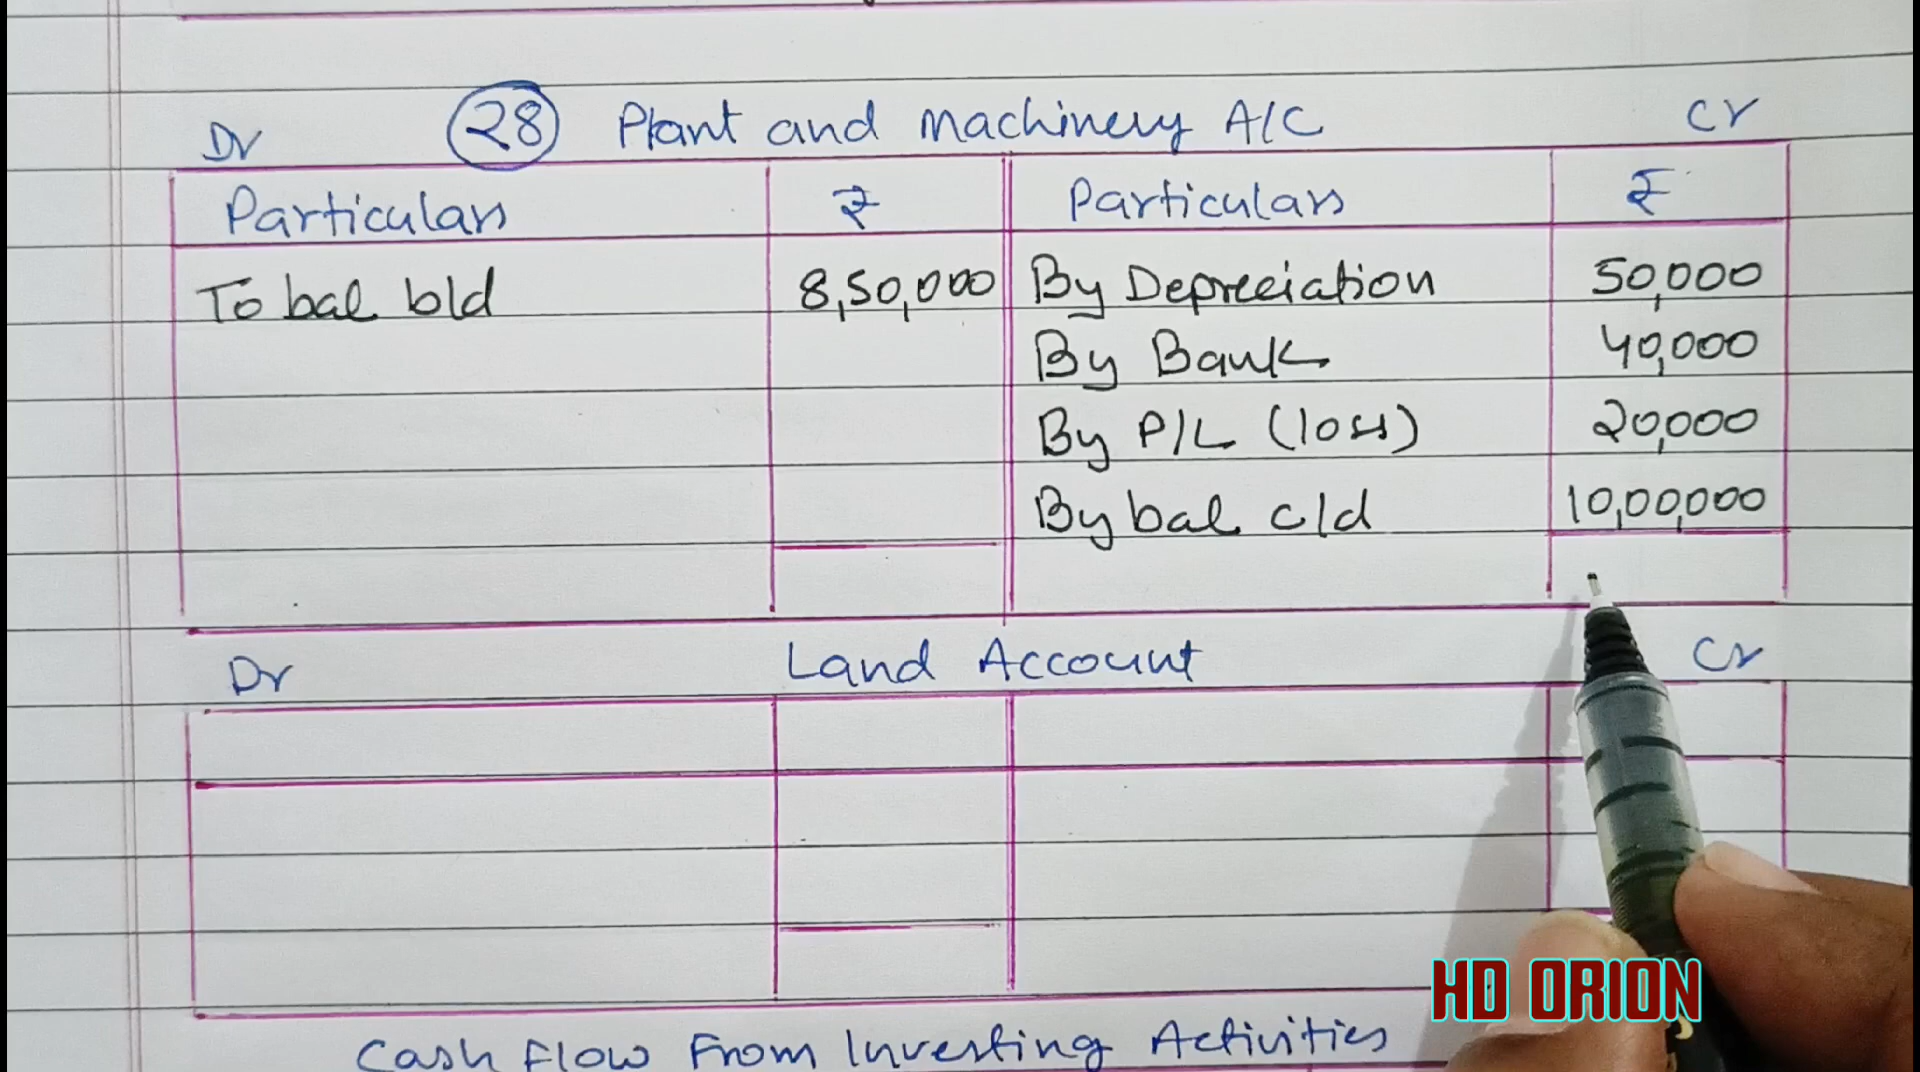 28 Plant and Machinery A/C
Dr Cr
Particulars ₹ Particulars ₹
To bal b/d 8,50,000 By Depreciation 50,000
By Bank 40,000
By P/L (loss) 20,000
By bal c/d 10,00,000
Dr Land Account Cr
Cash Flow From Investing Activities
HD ORION